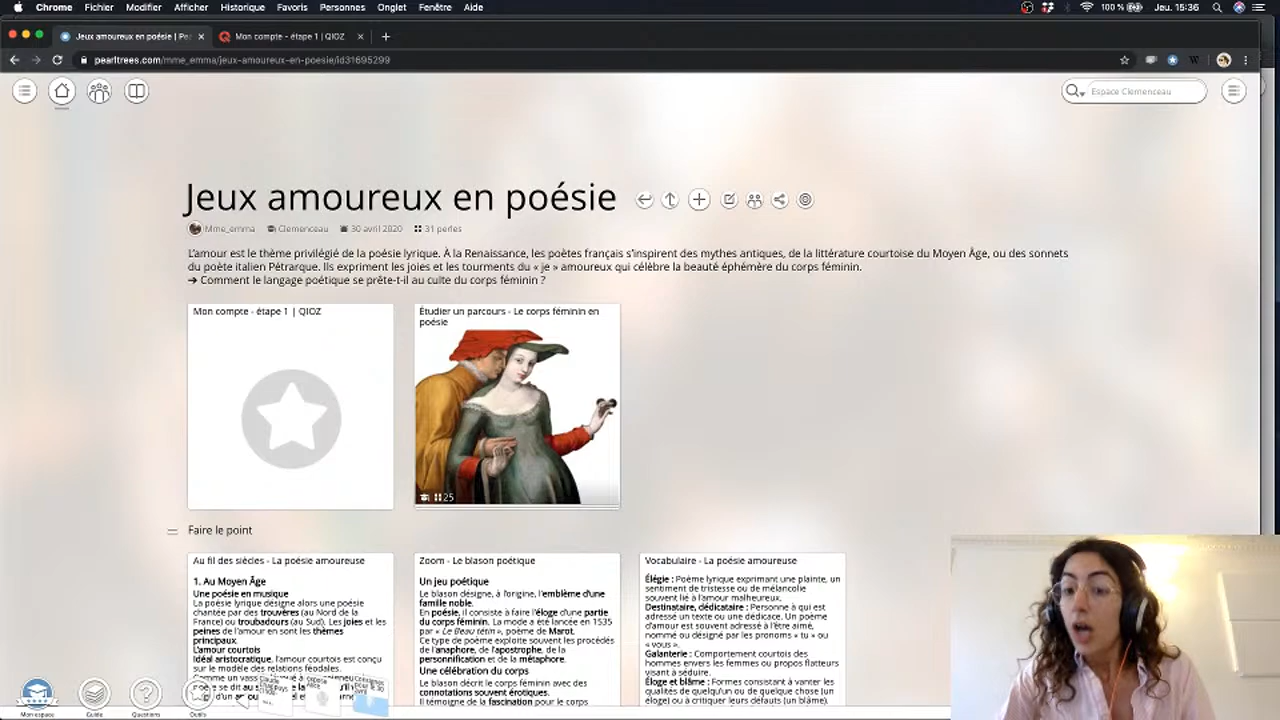 Chrome Fichier Modifier Afficher Historique Favoris Personnes Onglet Fenêtre Aide
100 % Jeu. 15:36
Jeux amoureux en poésie | Pea
Mon compte - étape 1 | QIOZ
pearltrees.com/mme_emma/jeux-amoureux-en-poesie/id31695299
Espace Clemenceau
Jeux amoureux en poésie
Mme_emma Clemenceau 30 avril 2020 31 perles
L'amour est le thème privilégié de la poésie lyrique. À la Renaissance, les poètes français s'inspirent des mythes antiques, de la littérature courtoise du Moyen Âge, ou des sonnets
du poète italien Pétrarque. Ils expriment les joies et les tourments du « je » amoureux qui célèbre la beauté éphémère du corps féminin.
➔ Comment le langage poétique se prête-t-il au culte du corps féminin ?
Mon compte - étape 1 | QIOZ
Étudier un parcours - Le corps féminin en
poésie
25
Faire le point
Au fil des siècles - La poésie amoureuse
1. Au Moyen Âge
Une poésie en musique
La poésie lyrique désigne alors une poésie
chantée par des trouvères (au Nord de la
France) ou troubadours (au Sud). Les joies et les
peines de l'amour en sont les thèmes
principaux.
L'amour courtois
Idéal aristocratique, l'amour courtois est conçu
sur le modèle des relations féodales.
Comme un vass
Zoom - Le blason poétique
Un jeu poétique
Le blason désigne, à l'origine, l'emblème d'une
famille noble.
En poésie, il consiste à faire l'éloge d'une partie
du corps féminin. La mode a été lancée en 1535
par « Le Beau tétin », poème de Marot.
Ce type de poème exploite souvent les procédés
de l'anaphore, de l'apostrophe, de la
personnification et de la métaphore.
Une célébration du corps
Le blason décrit le corps féminin avec des
connotations souvent érotiques.
Il témoigne de la fascination pour le corps
Vocabulaire - La poésie amoureuse
Élégie : Poème lyrique exprimant une plainte, un
sentiment de tristesse ou de mélancolie
souvent lié à l'amour malheureux.
Destinataire, dédicataire : Personne à qui est
adressé un texte ou une dédicace. Un poème
d'amour est souvent adressé à l'être aimé,
nommé ou désigné par les pronoms « tu » ou
« vous ».
Galanterie : Comportement courtois des
hommes envers les femmes ou propos flatteurs
visant à séduire.
Éloge et blâme : Formes consistant à vanter les
qualités de quelqu'un ou de quelque chose (un
éloge) ou à critiquer leurs défauts (un blâme).
Mon espace Guide Questions Outils